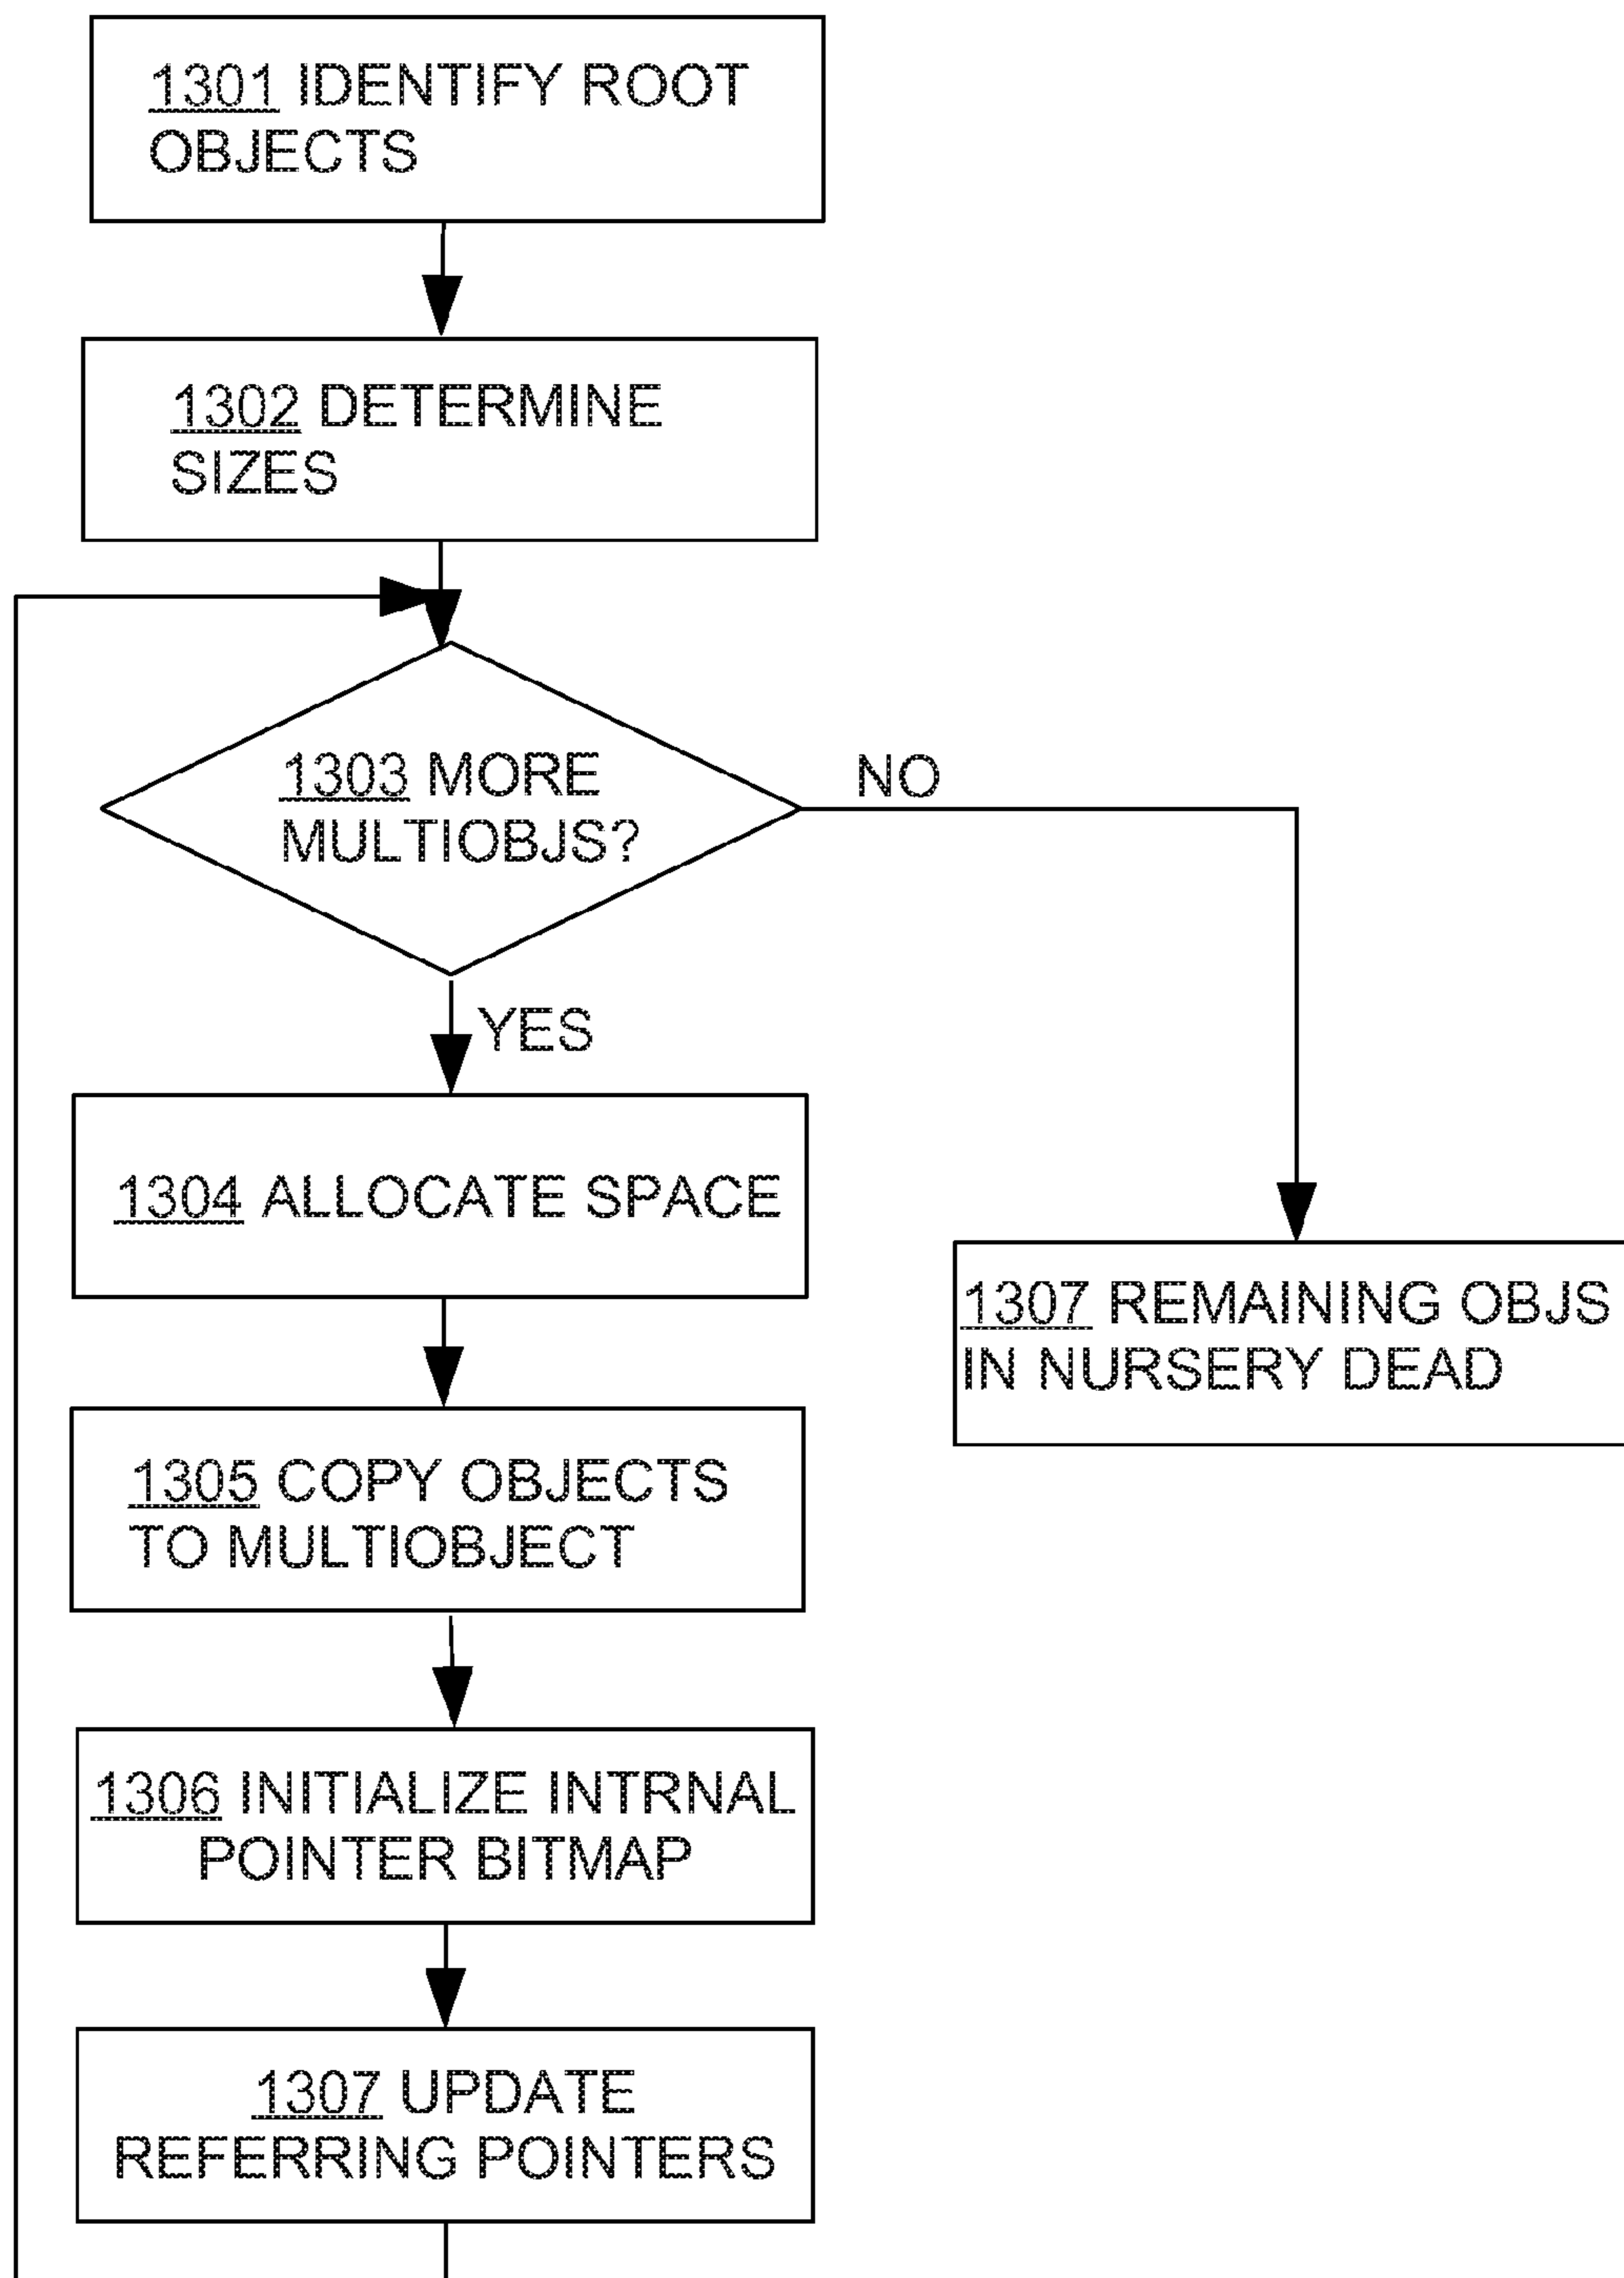 1301 IDENTIFY ROOT
OBJECTS
1302 DETERMINE
SIZES
1303 MORE
MULTIOBJS?
NO
YES
1304 ALLOCATE SPACE
1307 REMAINING OBJS
IN NURSERY DEAD
1305 COPY OBJECTS
TO MULTIOBJECT
1306 INITIALIZE INTRNAL
POINTER BITMAP
1307 UPDATE
REFERRING POINTERS